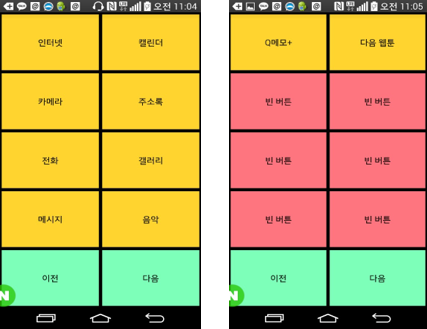 오전 11:04
인터넷 캘린더
카메라 주소록
전화 갤러리
메시지 음악
이전 다음
N
오전 11:05
Q메모+ 다음 웹툰
빈 버튼 빈 버튼
빈 버튼 빈 버튼
빈 버튼 빈 버튼
이전 다음
N